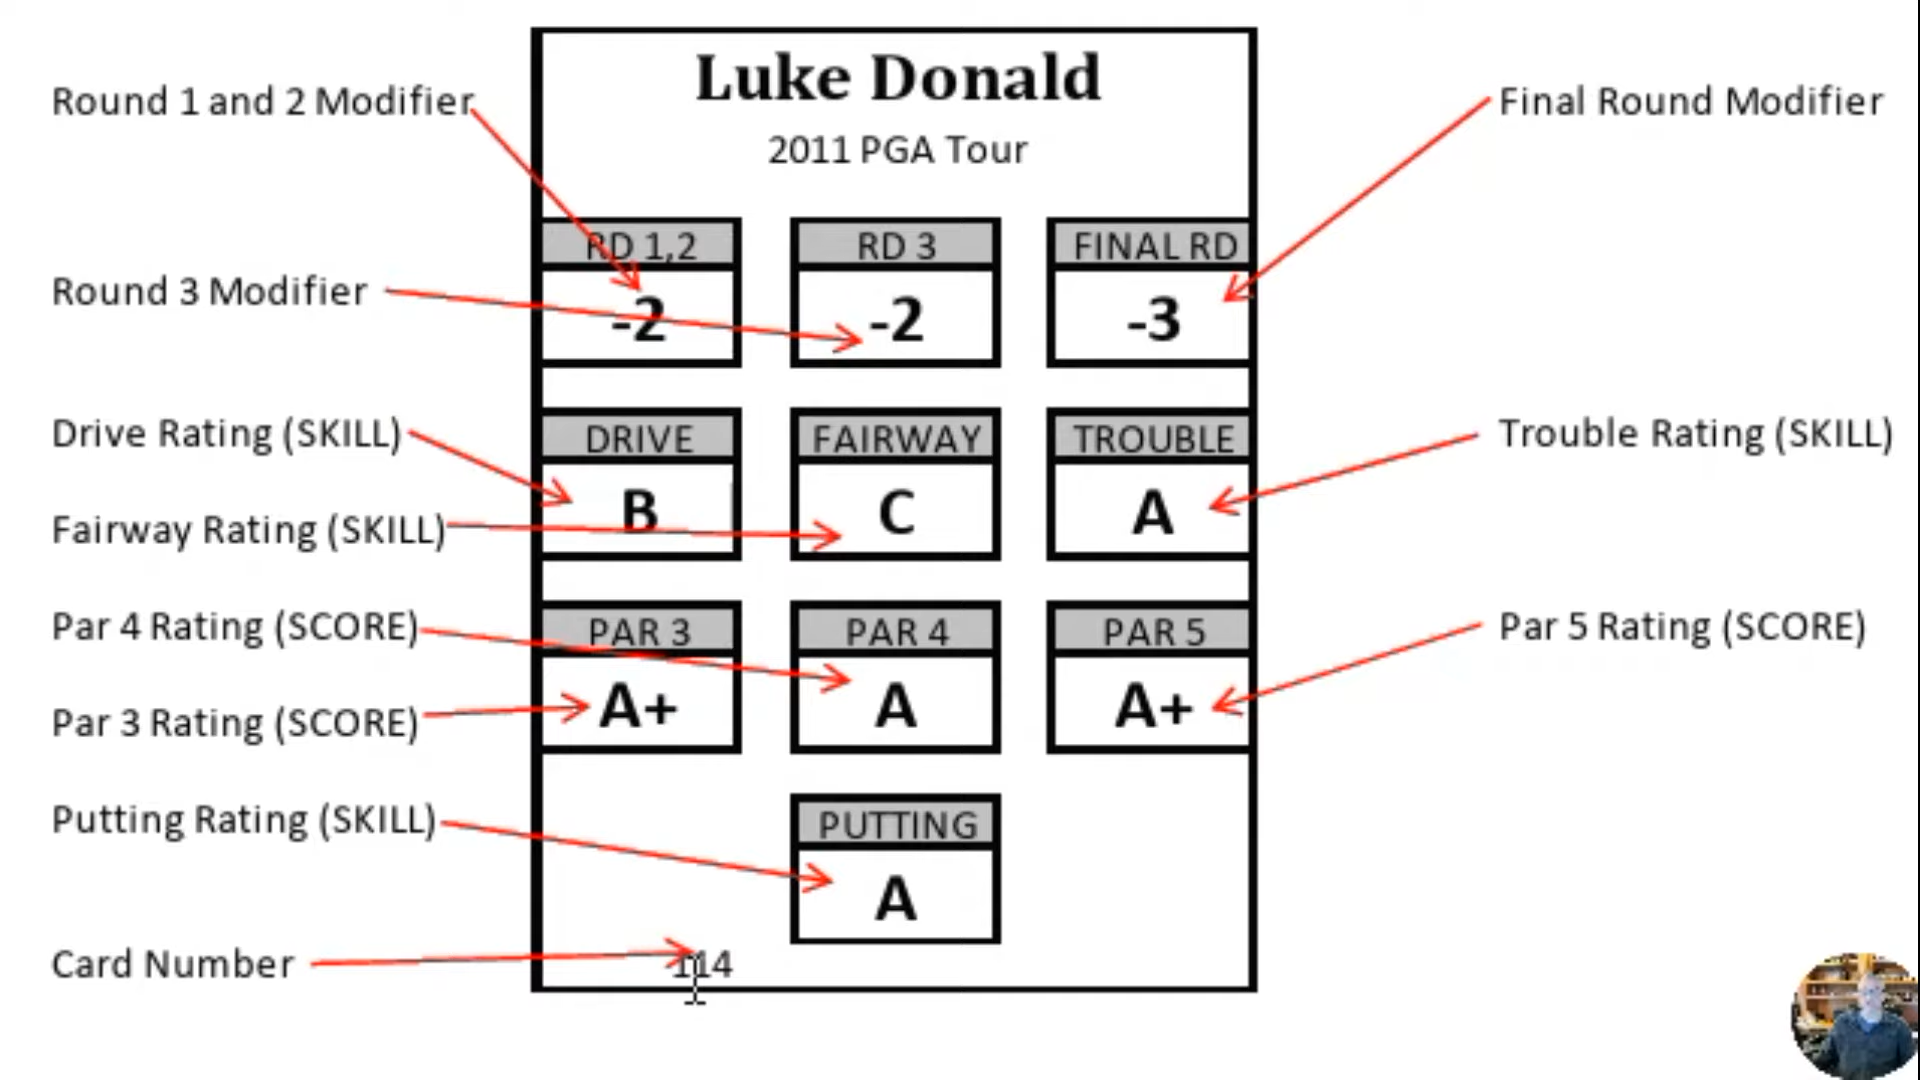 Luke Donald
2011 PGA Tour
Round 1 and 2 Modifier
Final Round Modifier
RD 1,2
RD 3
FINAL RD
Round 3 Modifier
-2
-2
-3
Drive Rating (SKILL)
Trouble Rating (SKILL)
DRIVE
FAIRWAY
TROUBLE
B
C
A
Fairway Rating (SKILL)
Par 4 Rating (SCORE)
Par 5 Rating (SCORE)
PAR 3
PAR 4
PAR 5
A+
A
A+
Par 3 Rating (SCORE)
Putting Rating (SKILL)
PUTTING
A
Card Number
114